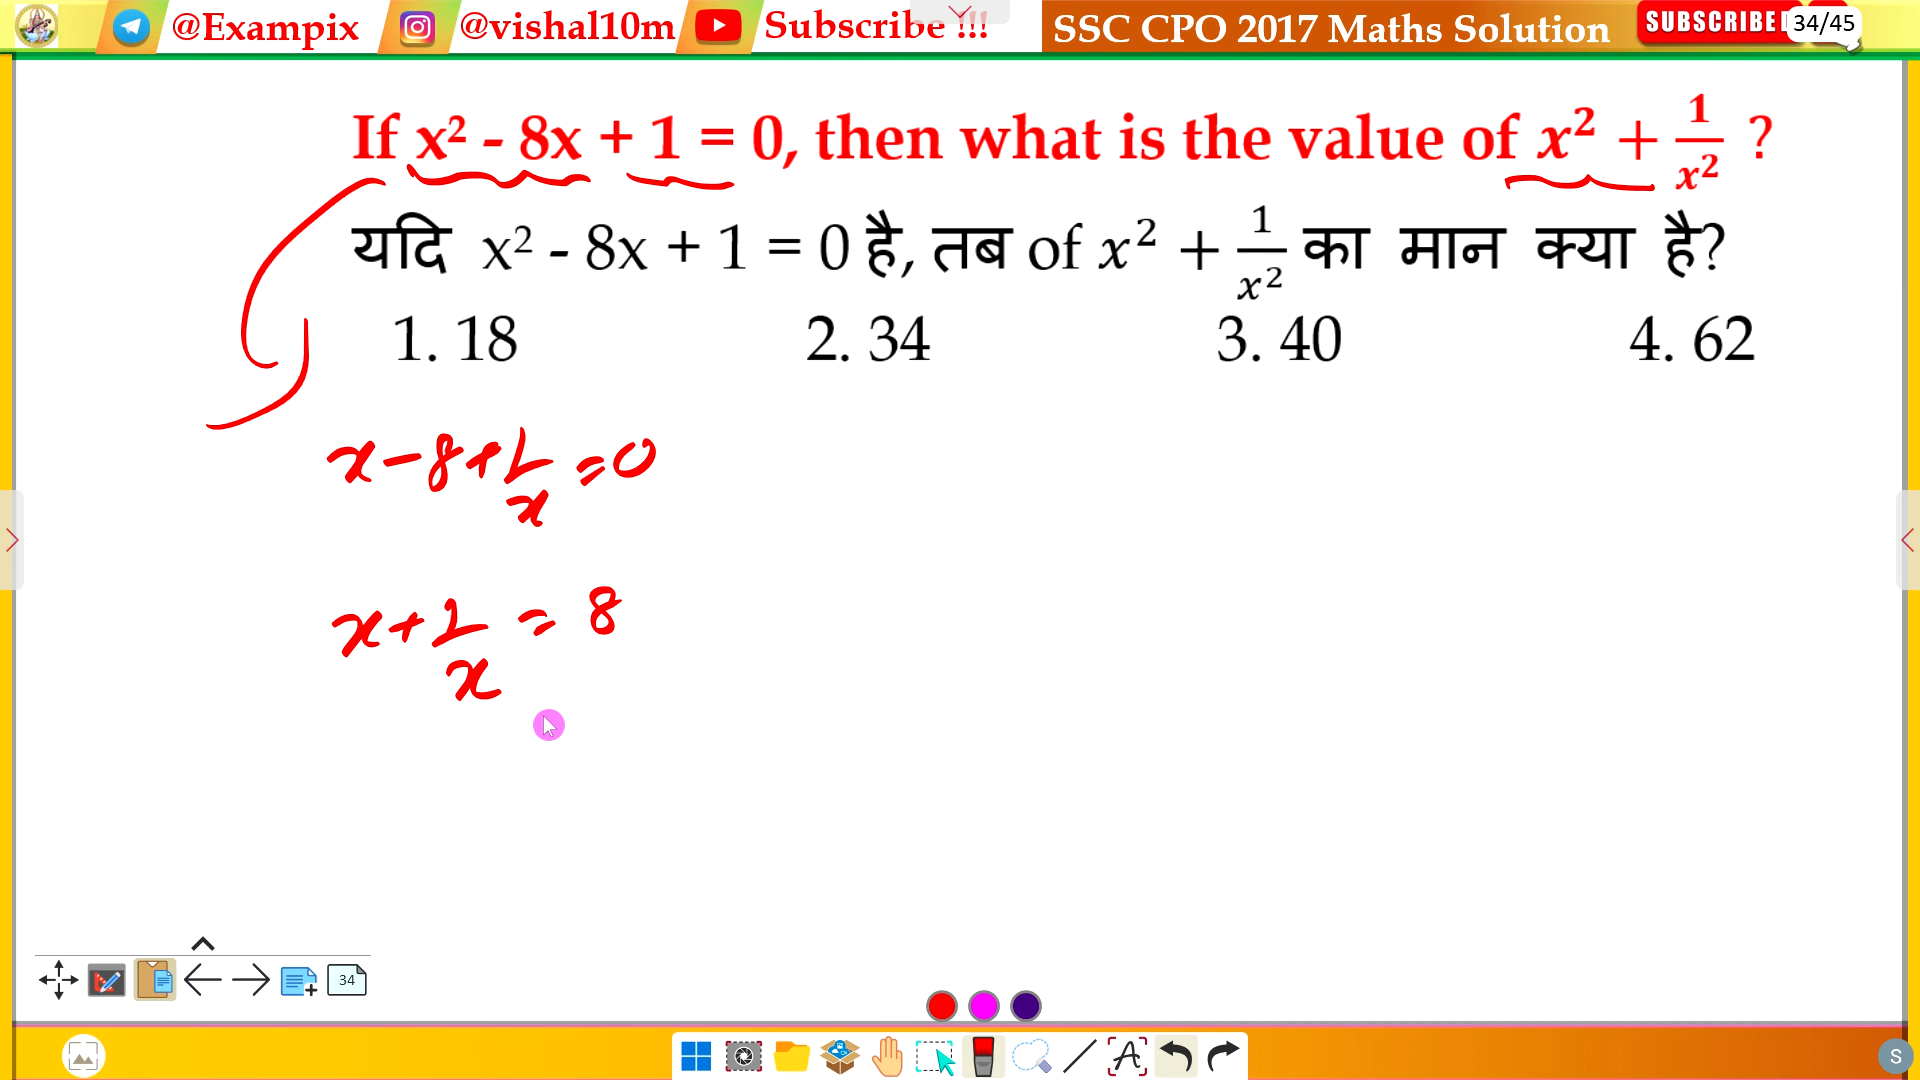 @Exampix @vishal10m Subscribe !!! SSC CPO 2017 Maths Solution SUBSCRIBE 34/45
If x² - 8x + 1 = 0, then what is the value of x² + 1/x² ?
यदि x² - 8x + 1 = 0 है, तब of x² + 1/x² का मान क्या है?
1. 18 2. 34 3. 40 4. 62
x - 8 + 1/x = 0
x + 1/x = 8
34
S